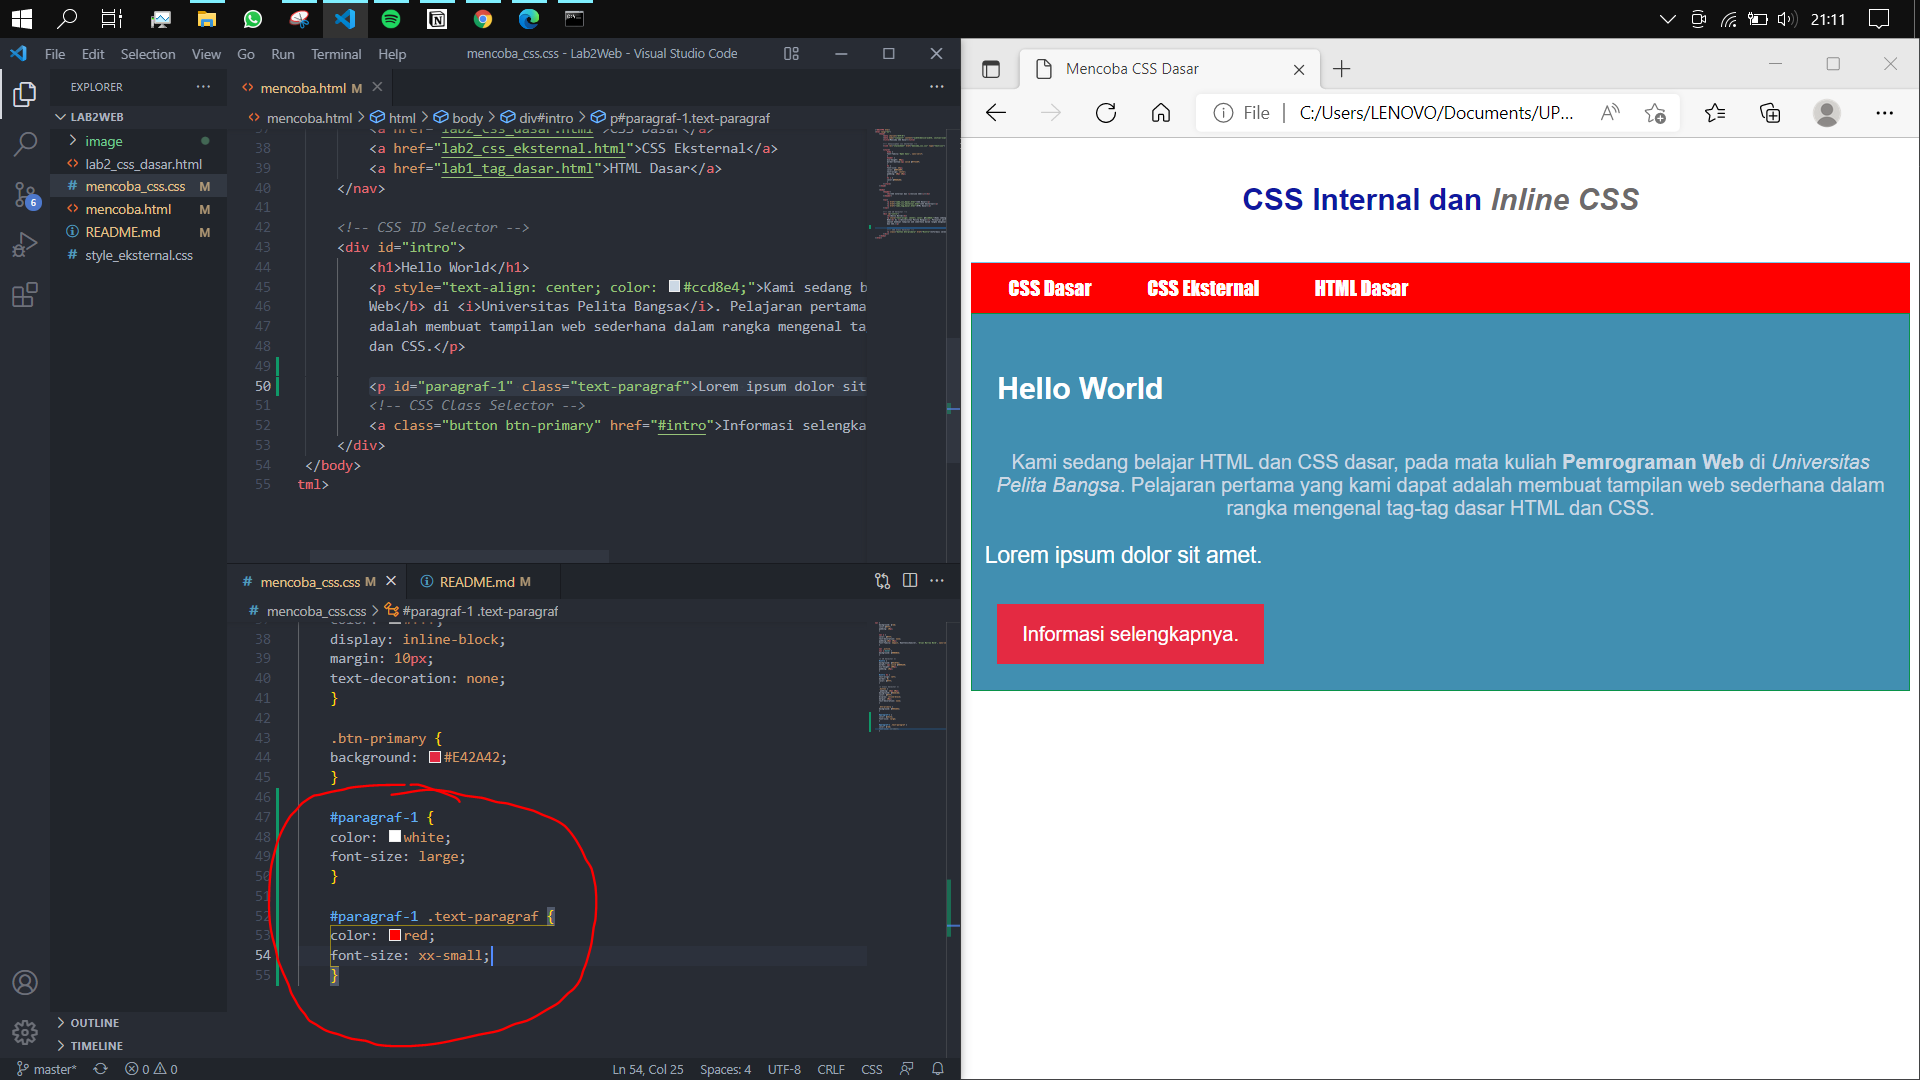 21:11
File Edit Selection View Go Run Terminal Help
mencoba_css.css - Lab2Web - Visual Studio Code
EXPLORER
LAB2WEB
image
lab2_css_dasar.html
mencoba_css.css M
mencoba.html M
README.md M
style_eksternal.css
6
OUTLINE
TIMELINE
mencoba.html M
mencoba.html > html > body > div#intro > p#paragraf-1.text-paragraf
37 <a href="lab2_css_dasar.html">CSS Dasar</a>
38 <a href="lab2_css_eksternal.html">CSS Eksternal</a>
39 <a href="lab1_tag_dasar.html">HTML Dasar</a>
40 </nav>
41
42 <!-- CSS ID Selector -->
43 <div id="intro">
44 <h1>Hello World</h1>
45 <p style="text-align: center; color: #ccd8e4;">Kami sedang b
46 Web</b> di <i>Universitas Pelita Bangsa</i>. Pelajaran pertama
47 adalah membuat tampilan web sederhana dalam rangka mengenal ta
48 dan CSS.</p>
49
50 <p id="paragraf-1" class="text-paragraf">Lorem ipsum dolor sit
51 <!-- CSS Class Selector -->
52 <a class="button btn-primary" href="#intro">Informasi selengka
53 </div>
54 </body>
55 tml>
mencoba_css.css M README.md M
mencoba_css.css > #paragraf-1 .text-paragraf
38 display: inline-block;
39 margin: 10px;
40 text-decoration: none;
41 }
42
43 .btn-primary {
44 background: #E42A42;
45 }
46
47 #paragraf-1 {
48 color: white;
49 font-size: large;
50 }
51
52 #paragraf-1 .text-paragraf {
53 color: red;
54 font-size: xx-small;
55 }
master* 0 0 Ln 54, Col 25 Spaces: 4 UTF-8 CRLF CSS
Mencoba CSS Dasar
File | C:/Users/LENOVO/Documents/UP...
CSS Internal dan Inline CSS
CSS Dasar CSS Eksternal HTML Dasar
Hello World
Kami sedang belajar HTML dan CSS dasar, pada mata kuliah Pemrograman Web di Universitas
Pelita Bangsa. Pelajaran pertama yang kami dapat adalah membuat tampilan web sederhana dalam
rangka mengenal tag-tag dasar HTML dan CSS.
Lorem ipsum dolor sit amet.
Informasi selengkapnya.